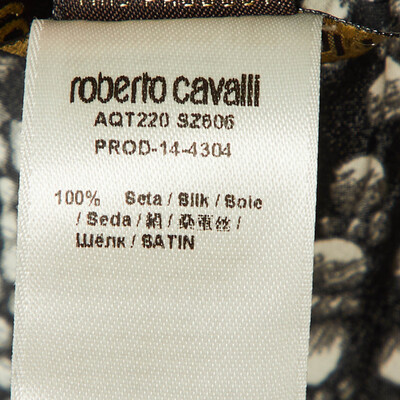 roberto cavalli
AQT220 SZ606
PROD-14-4304
100% Seta / Silk / Soie
/ Seda / 絹 / 桑蚕丝 /
Шёлк / SATIN